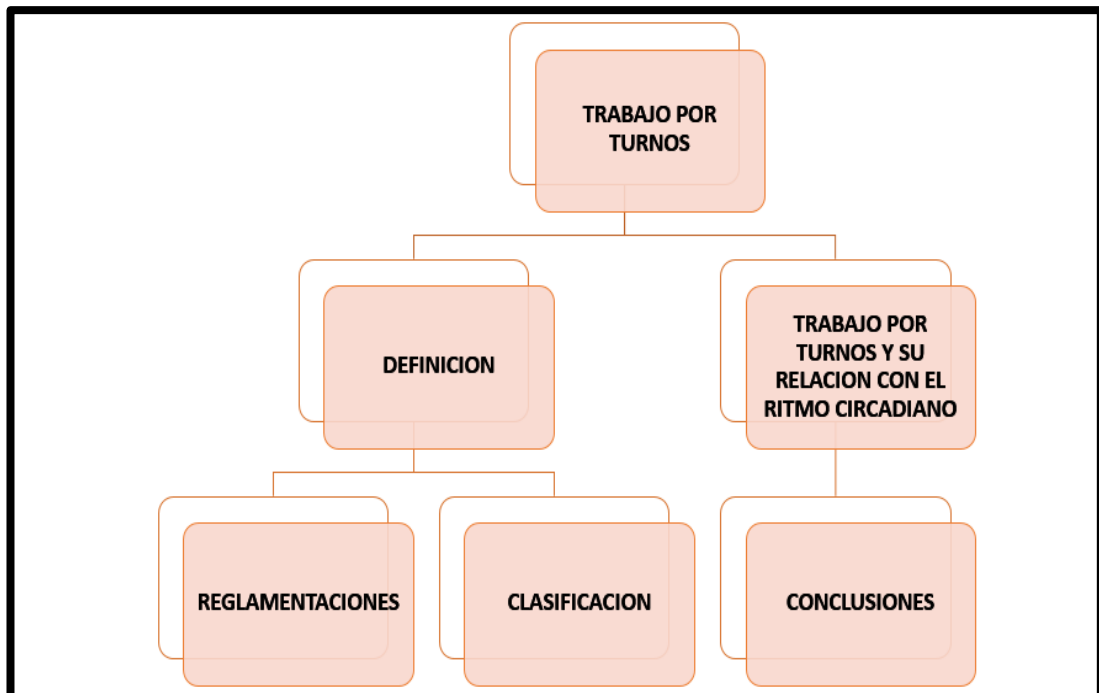 TRABAJO POR
TURNOS
DEFINICION
TRABAJO POR
TURNOS Y SU
RELACION CON EL
RITMO CIRCADIANO
REGLAMENTACIONES
CLASIFICACION
CONCLUSIONES